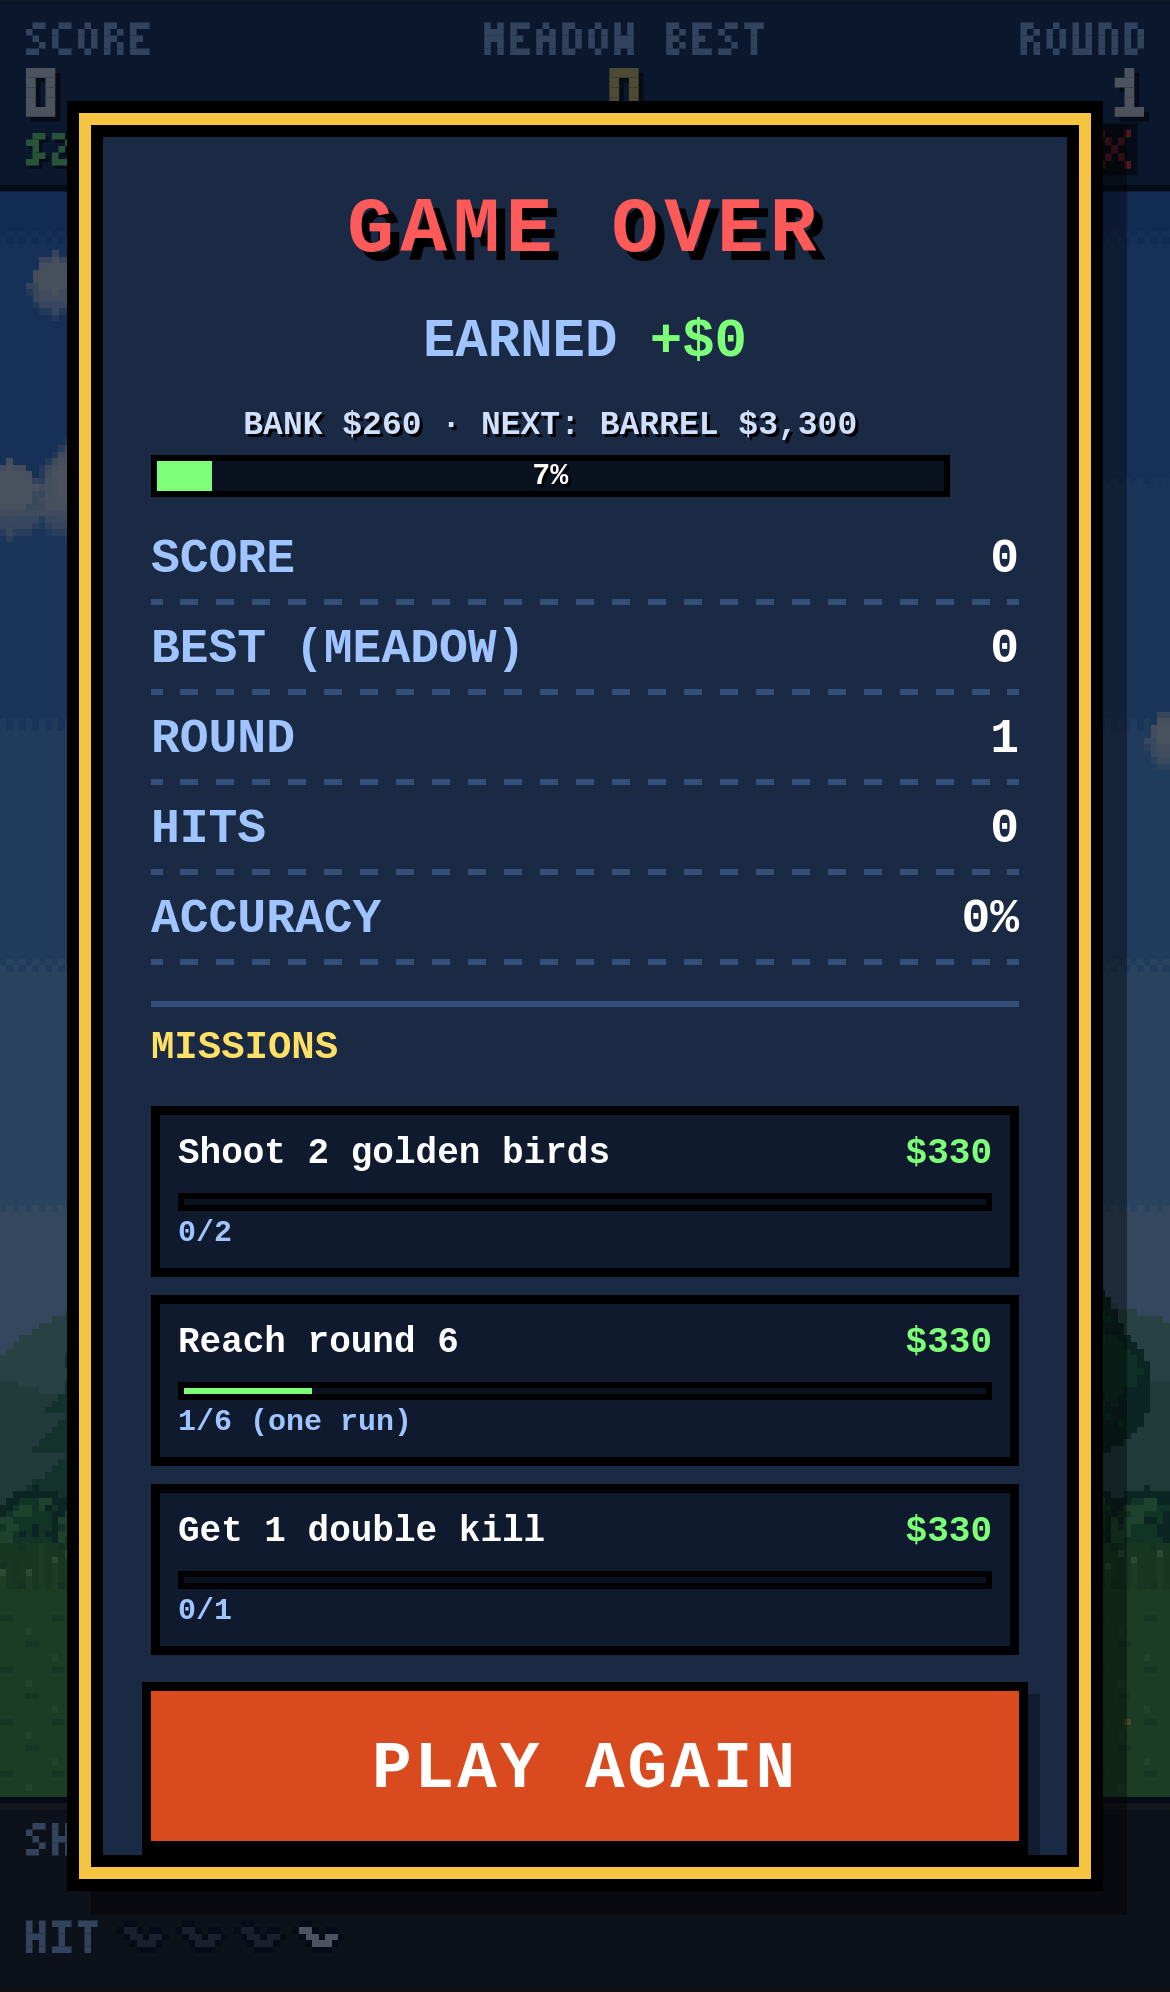 SCORE MEADOW BEST ROUND
0 0 1
GAME OVER
EARNED +$0
BANK $260 · NEXT: BARREL $3,300
7%
SCORE 0
BEST (MEADOW) 0
ROUND 1
HITS 0
ACCURACY 0%
MISSIONS
Shoot 2 golden birds $330
0/2
Reach round 6 $330
1/6 (one run)
Get 1 double kill $330
0/1
PLAY AGAIN
HIT